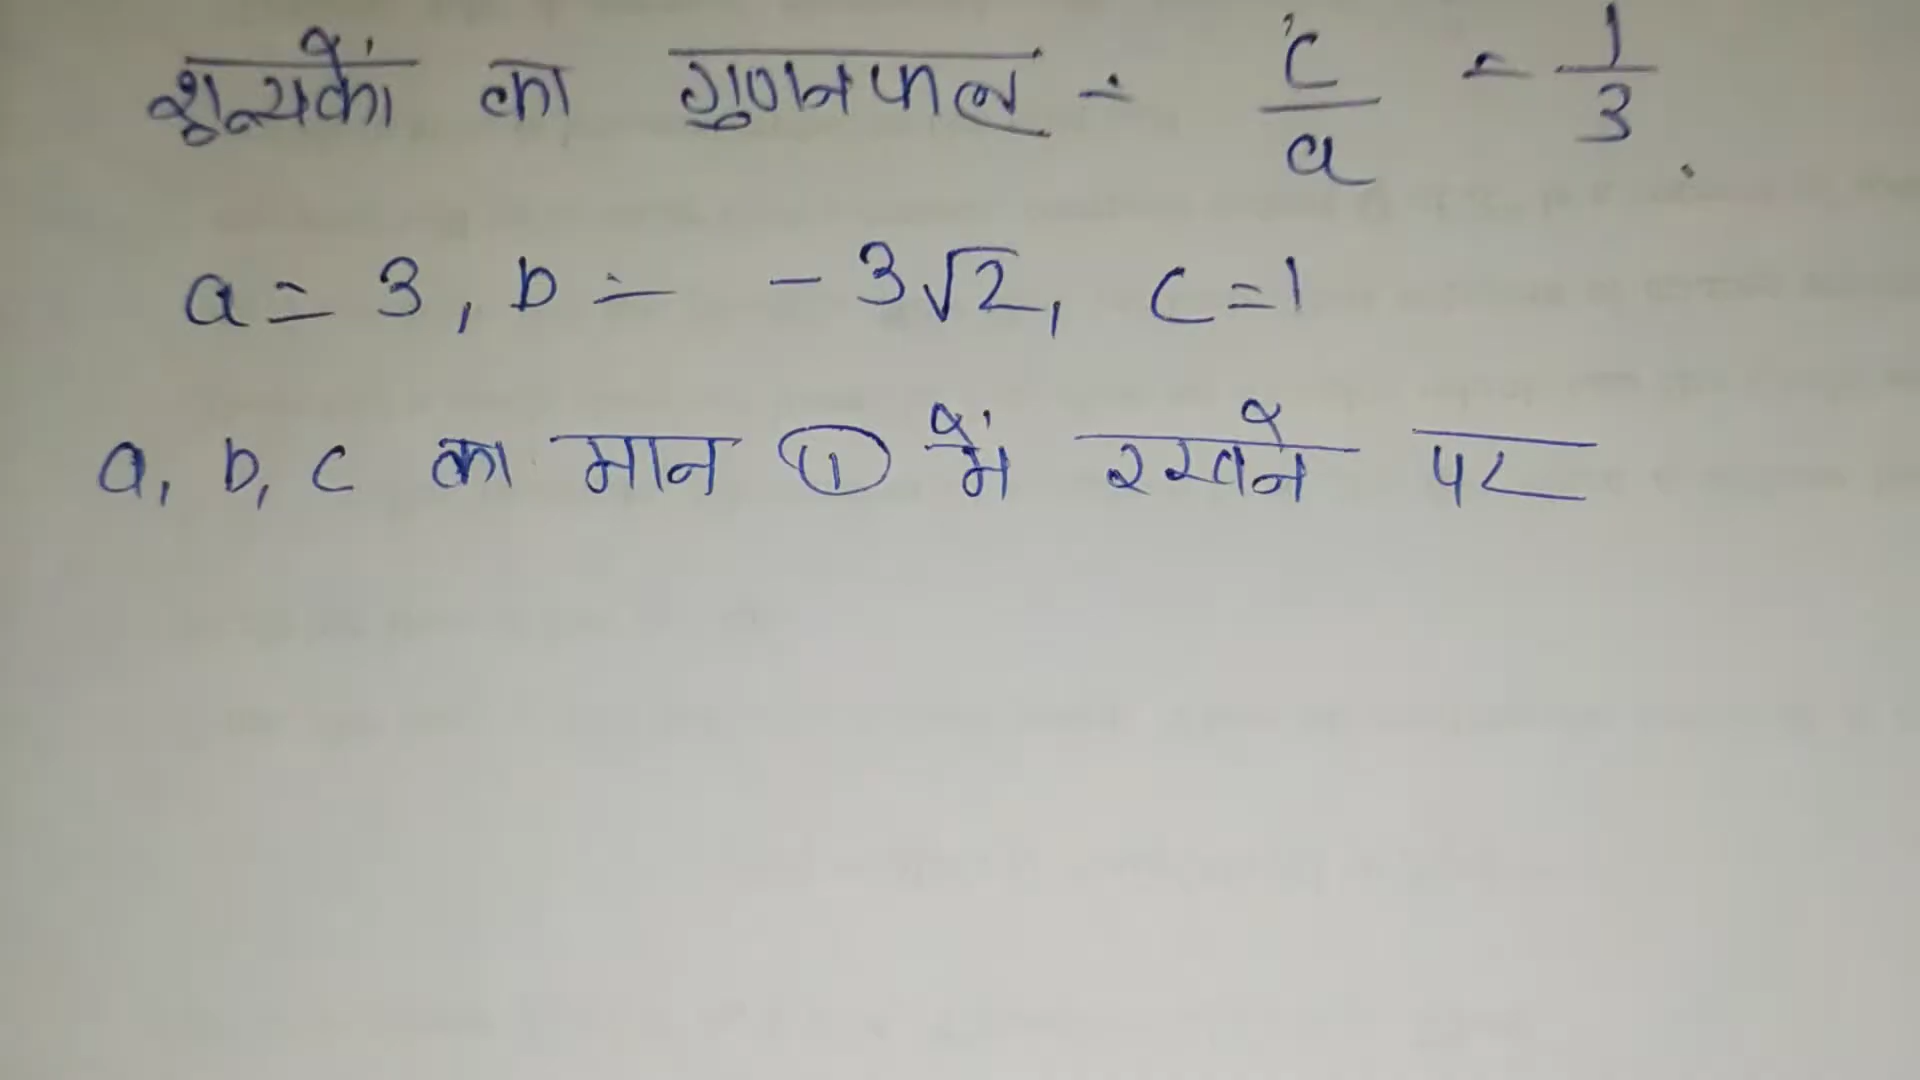 शून्यकों का गुणनफल = c/a = 1/3
a = 3, b = - 3√2, c = 1
a, b, c का मान ① में रखने पर